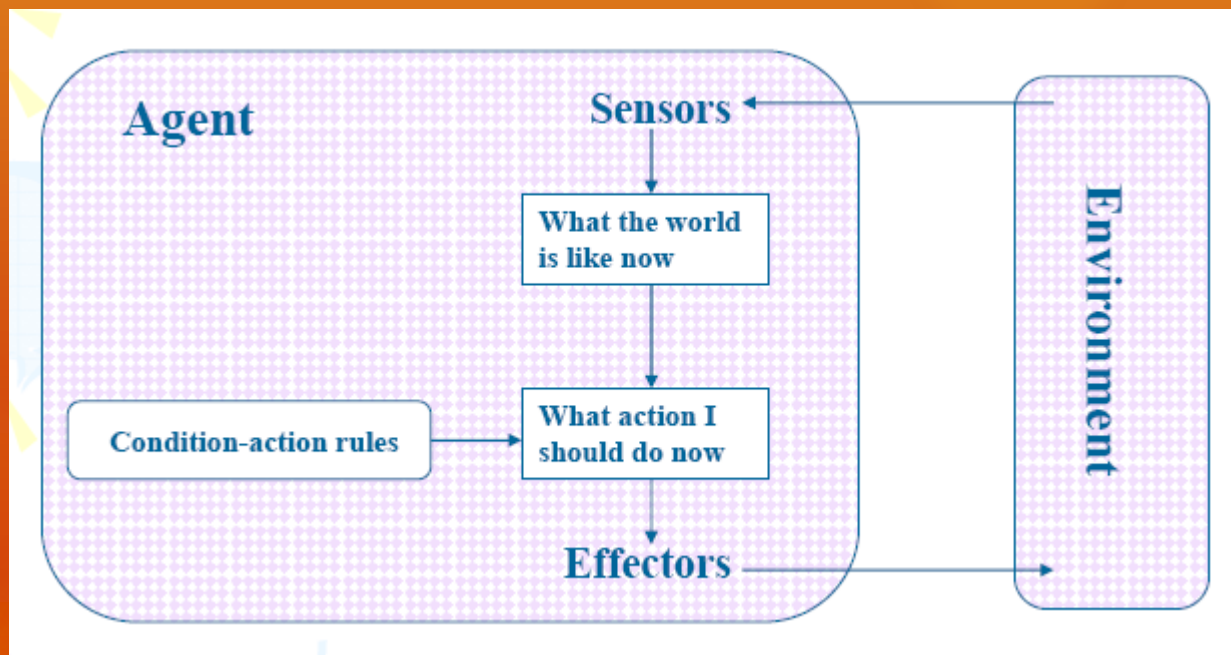 Agent
Sensors
What the world
is like now
Condition-action rules
What action I
should do now
Effectors
Environment